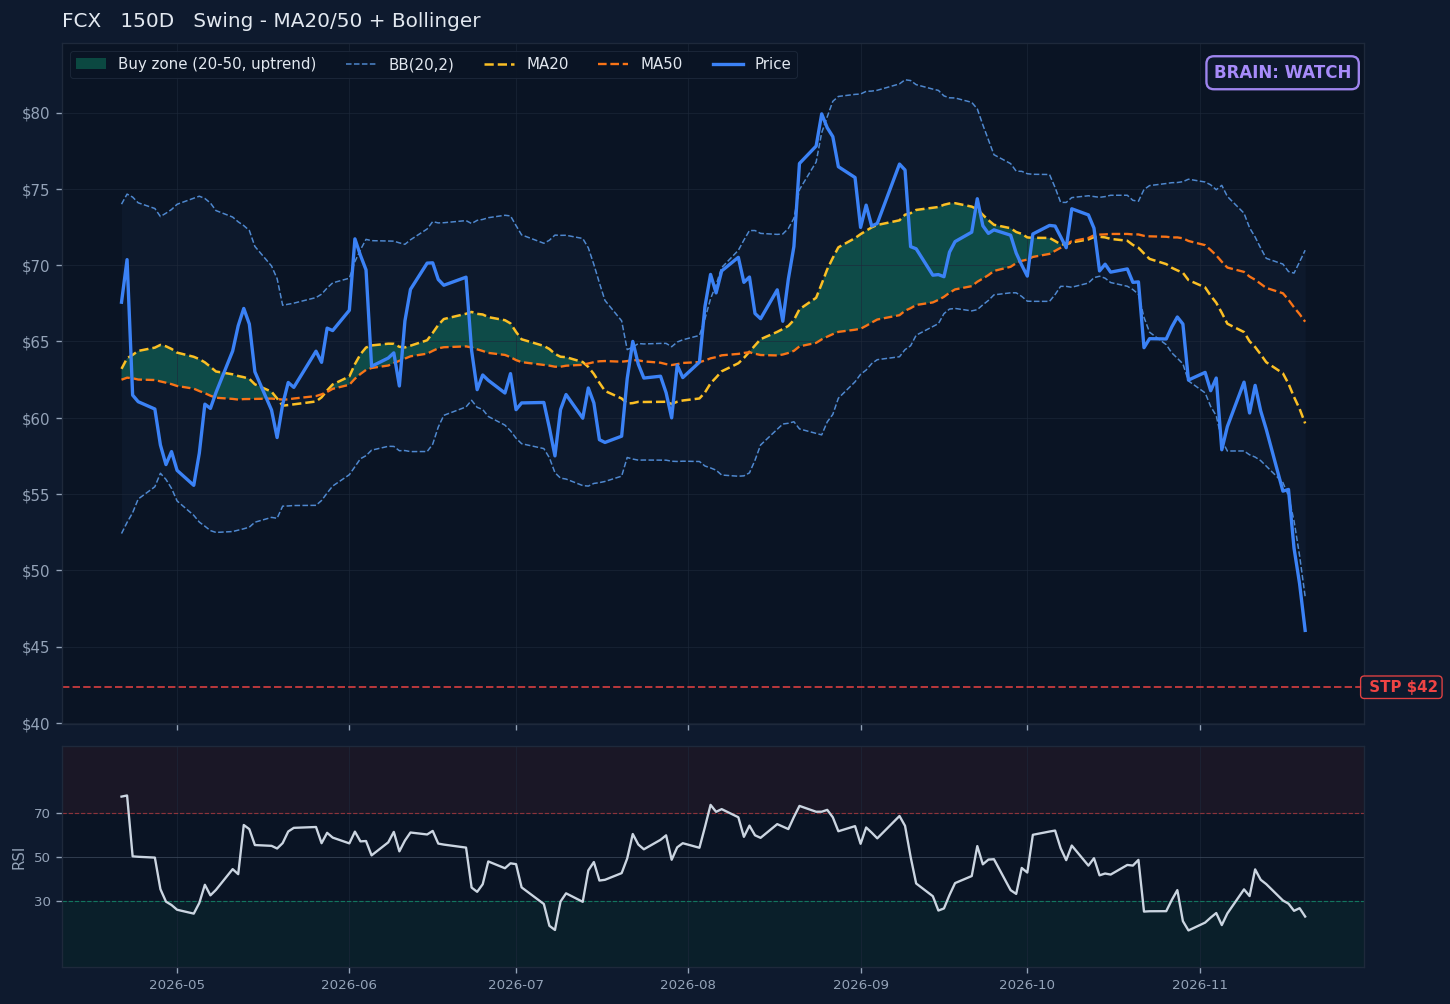 FCX   150D   Swing - MA20/50 + Bollinger
Buy zone (20-50, uptrend)   BB(20,2)   MA20   MA50   Price
BRAIN: WATCH
$80
$75
$70
$65
$60
$55
$50
$45
STP $42
$40
70
50
30
RSI
2026-05   2026-06   2026-07   2026-08   2026-09   2026-10   2026-11